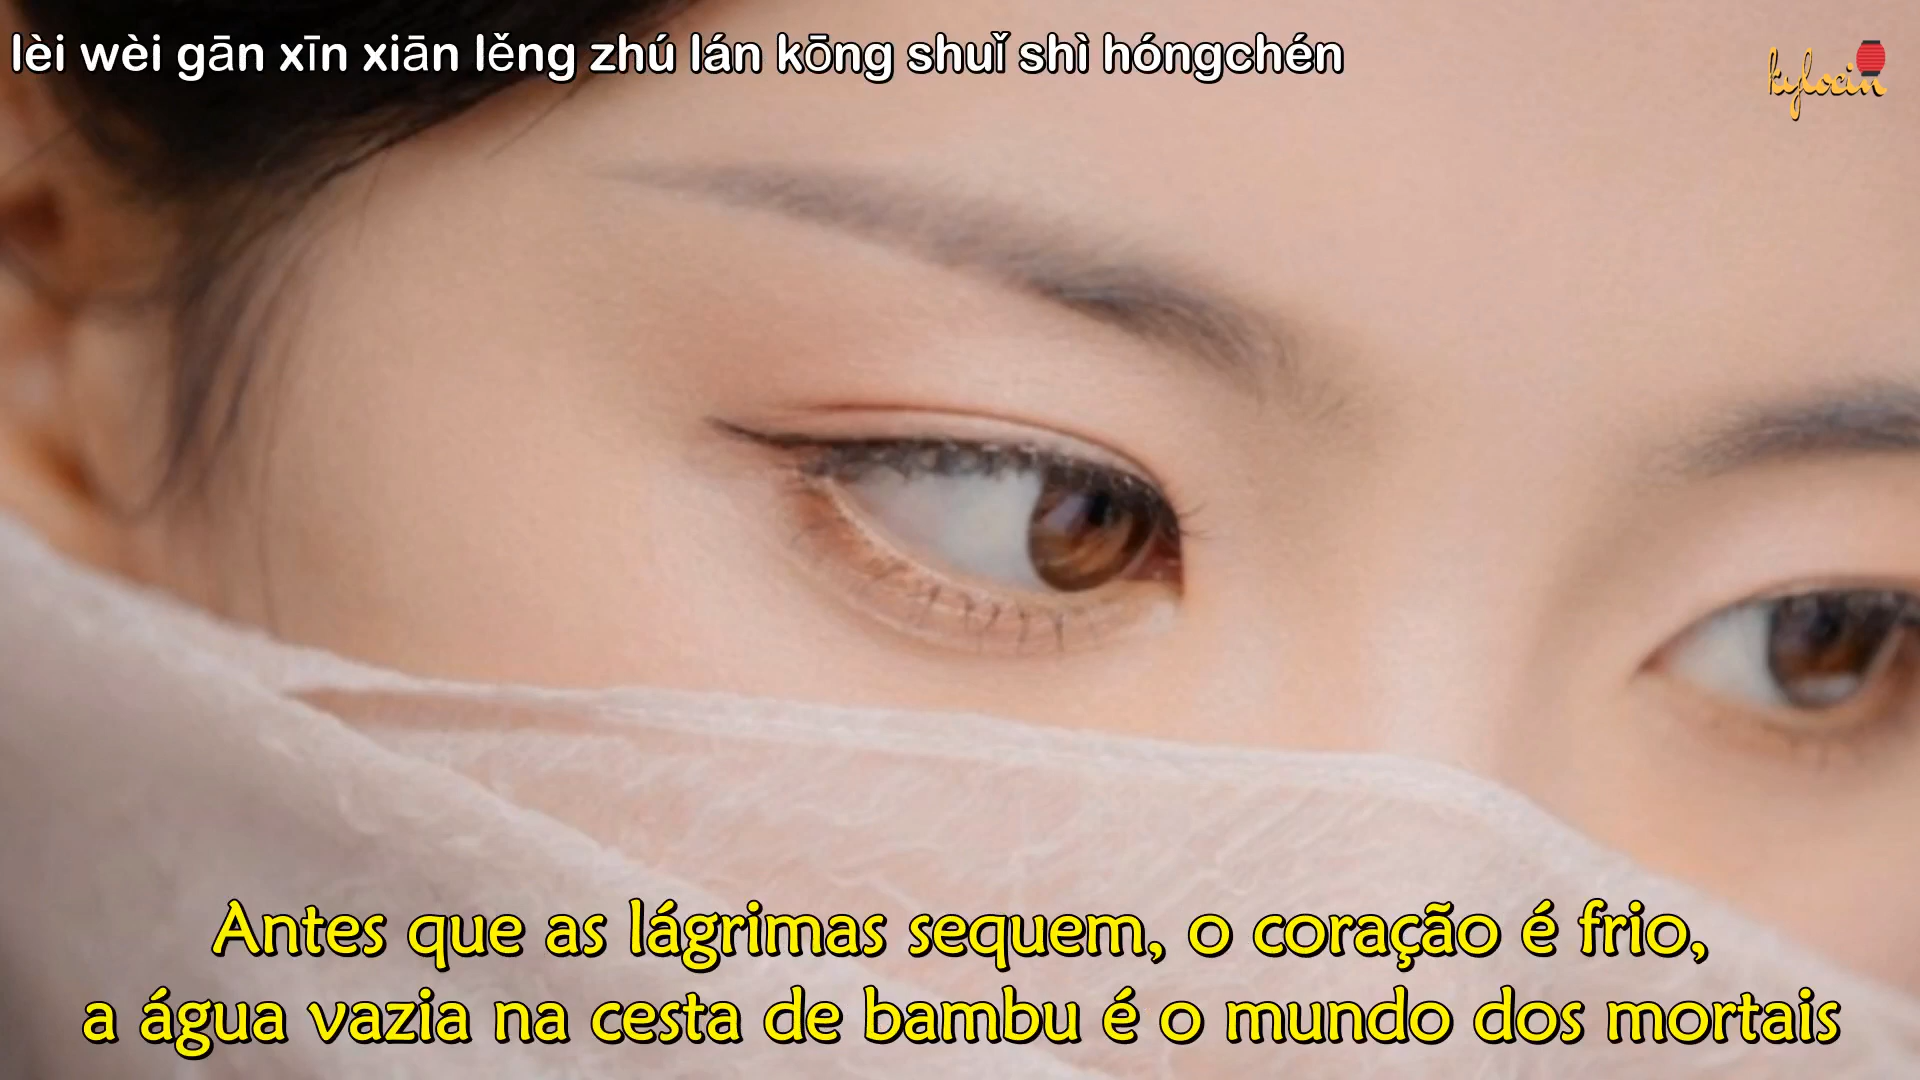 lèi wèi gān xīn xiān lěng zhú lán kōng shuǐ shì hóngchén
kylocin
Antes que as lágrimas sequem, o coração é frio,
a água vazia na cesta de bambu é o mundo dos mortais